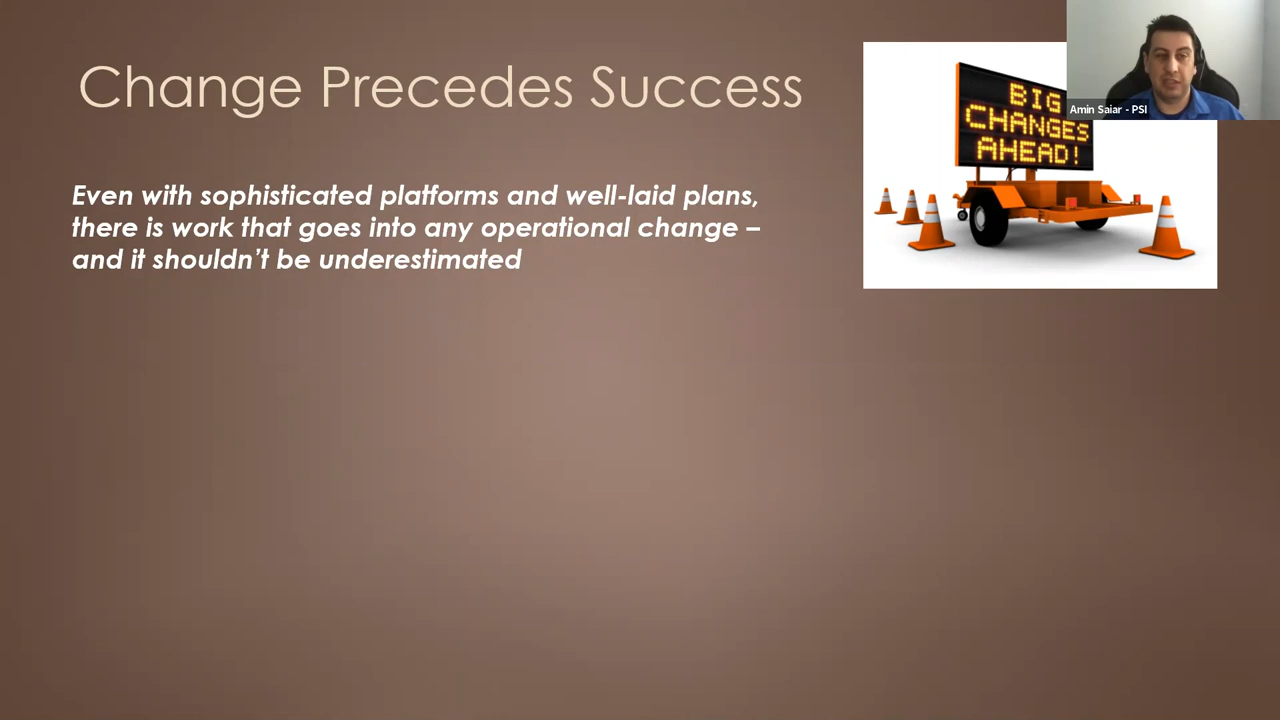 Change Precedes Success
BIG
CHANGES
AHEAD!
Amin Saiar - PSI
Even with sophisticated platforms and well-laid plans,
there is work that goes into any operational change –
and it shouldn't be underestimated